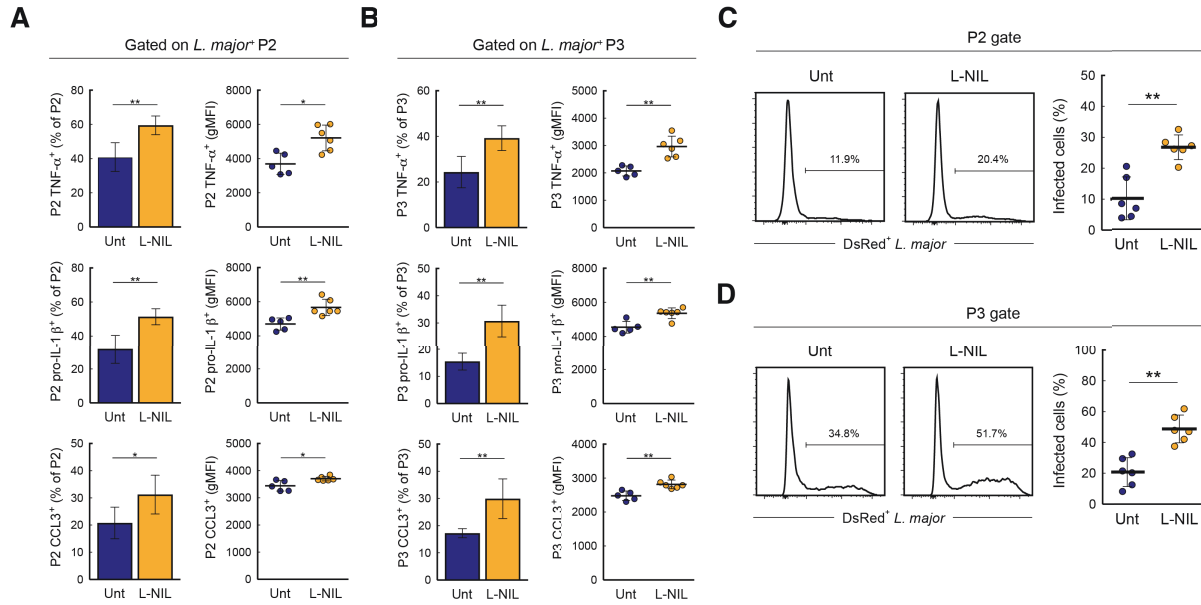 A
Gated on L. major+ P2
P2 TNF-α+ (% of P2)
60
40
20
0
**
Unt
L-NIL
P2 TNF-α+ (gMFI)
8000
6000
4000
2000
0
*
Unt
L-NIL
P2 pro-IL-1 β+ (% of P2)
80
60
40
20
0
**
Unt
L-NIL
P2 pro-IL-1 β+ (gMFI)
8000
6000
4000
2000
0
**
Unt
L-NIL
P2 CCL3+ (% of P2)
50
40
30
20
10
0
*
Unt
L-NIL
P2 CCL3+ (gMFI)
5000
4000
3000
2000
1000
0
*
Unt
L-NIL
B
Gated on L. major+ P3
P3 TNF-α+ (% of P3)
60
40
20
0
**
Unt
L-NIL
P3 TNF-α+ (gMFI)
5000
4000
3000
2000
1000
0
**
Unt
L-NIL
P3 pro-IL-1 β+ (% of P3)
50
40
30
20
10
0
**
Unt
L-NIL
P3 pro-IL-1 β+ (gMFI)
8000
6000
4000
2000
0
**
Unt
L-NIL
P3 CCL3+ (% of P3)
50
40
30
20
10
0
**
Unt
L-NIL
P3 CCL3+ (gMFI)
4000
3000
2000
1000
0
**
Unt
L-NIL
C
P2 gate
Unt
L-NIL
11.9%
20.4%
DsRed+ L. major
Infected cells (%)
50
40
30
20
10
0
**
Unt
L-NIL
D
P3 gate
Unt
L-NIL
34.8%
51.7%
DsRed+ L. major
Infected cells (%)
100
80
60
40
20
0
**
Unt
L-NIL